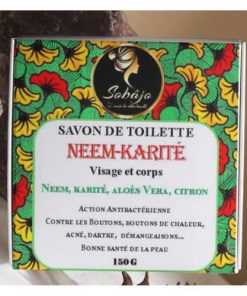 Sohâjo
SAVON DE TOILETTE
NEEM-KARITÉ
Visage et corps
NEEM, KARITÉ, ALOÈS VERA, CITRON
ACTION ANTIBACTÉRIENNE
CONTRE LES BOUTONS, BOUTONS DE CHALEUR,
ACNÉ, DARTRE, DÉMANGEAISONS...
BONNE SANTÉ DE LA PEAU
150 G